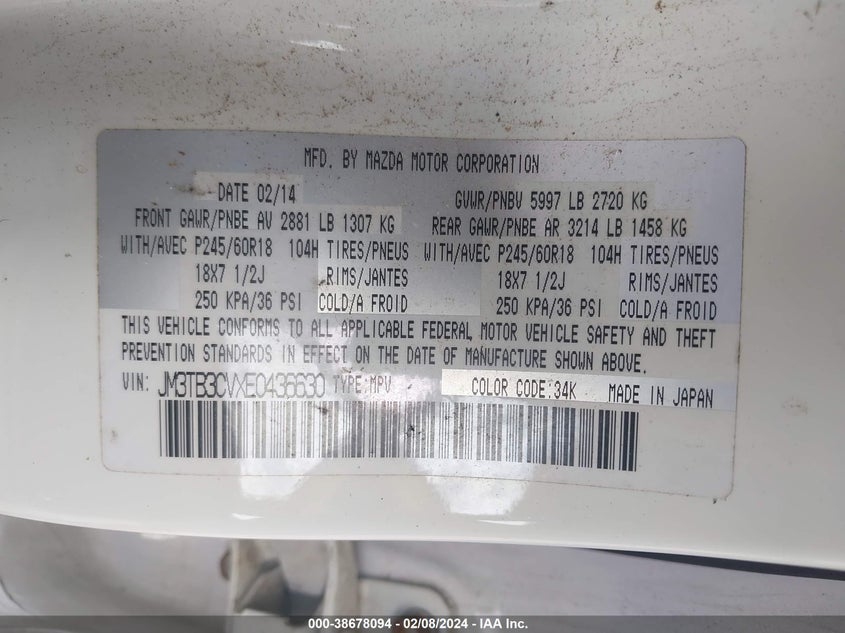 MFD. BY MAZDA MOTOR CORPORATION
DATE 02/14 GVWR/PNBV 5997 LB 2720 KG
FRONT GAWR/PNBE AV 2881 LB 1307 KG REAR GAWR/PNBE AR 3214 LB 1458 KG
WITH/AVEC P245/60R18 104H TIRES/PNEUS WITH/AVEC P245/60R18 104H TIRES/PNEUS
18X7 1/2J RIMS/JANTES 18X7 1/2J RIMS/JANTES
250 KPA/36 PSI COLD/A FROID 250 KPA/36 PSI COLD/A FROID
THIS VEHICLE CONFORMS TO ALL APPLICABLE FEDERAL MOTOR VEHICLE SAFETY AND THEFT
PREVENTION STANDARDS IN EFFECT ON THE DATE OF MANUFACTURE SHOWN ABOVE.
VIN: JM3TB3CVXE0436630 TYPE:MPV COLOR CODE:34K MADE IN JAPAN
000-38678094 - 02/08/2024 - IAA Inc.